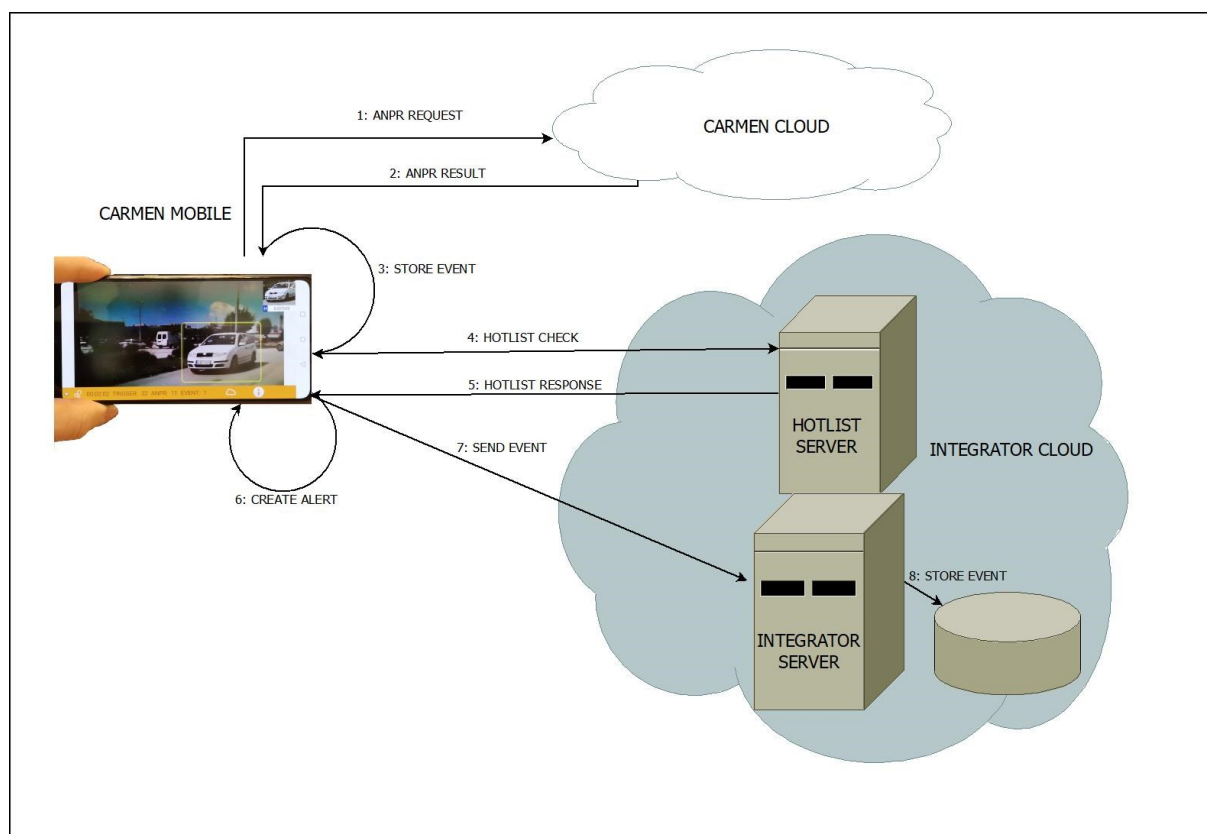 CARMEN CLOUD
1: ANPR REQUEST
2: ANPR RESULT
CARMEN MOBILE
3: STORE EVENT
4: HOTLIST CHECK
5: HOTLIST RESPONSE
HOTLIST
SERVER
INTEGRATOR CLOUD
7: SEND EVENT
6: CREATE ALERT
8: STORE EVENT
INTEGRATOR
SERVER